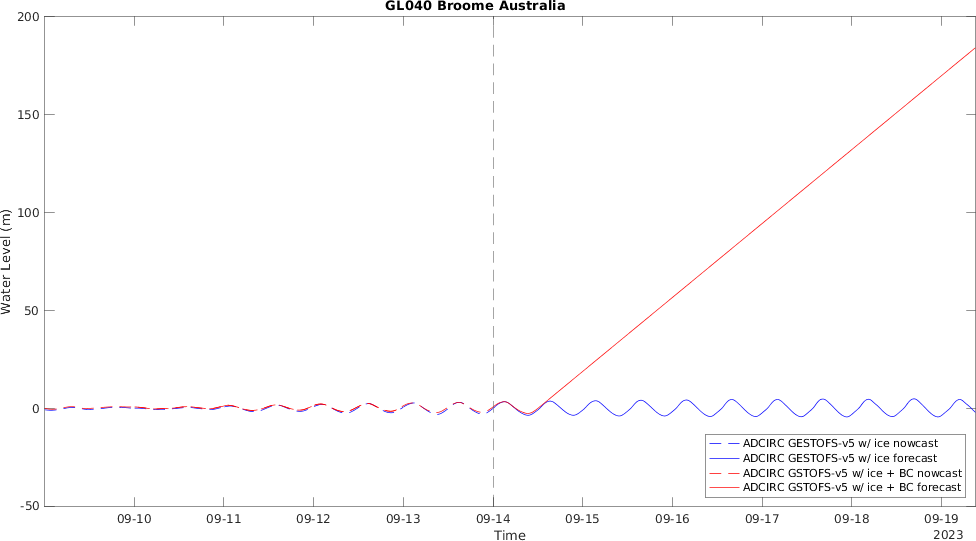 GL040 Broome Australia
200
150
100
50
0
-50
Water Level (m)
09-10 09-11 09-12 09-13 09-14 09-15 09-16 09-17 09-18 09-19
2023
Time
ADCIRC GESTOFS-v5 w/ ice nowcast
ADCIRC GESTOFS-v5 w/ ice forecast
ADCIRC GSTOFS-v5 w/ ice + BC nowcast
ADCIRC GSTOFS-v5 w/ ice + BC forecast